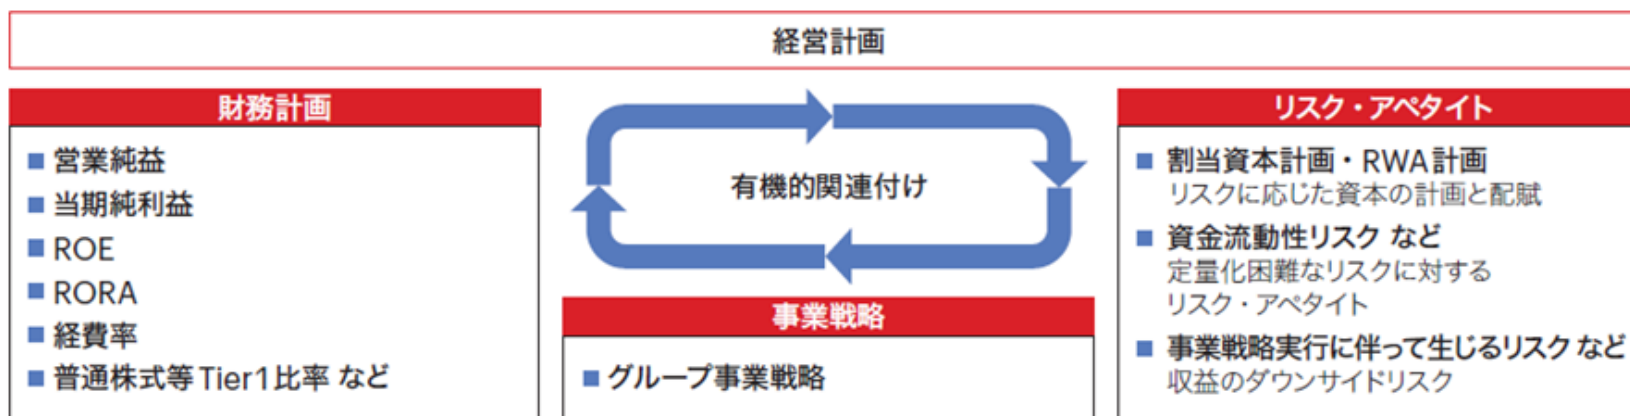 経営計画
財務計画
営業純益
当期純利益
ROE
RORA
経費率
普通株式等Tier1比率 など
有機的関連付け
事業戦略
グループ事業戦略
リスク・アペタイト
割当資本計画・RWA計画
リスクに応じた資本の計画と配賦
資金流動性リスク など
定量化困難なリスクに対する
リスク・アペタイト
事業戦略実行に伴って生じるリスク など
収益のダウンサイドリスク